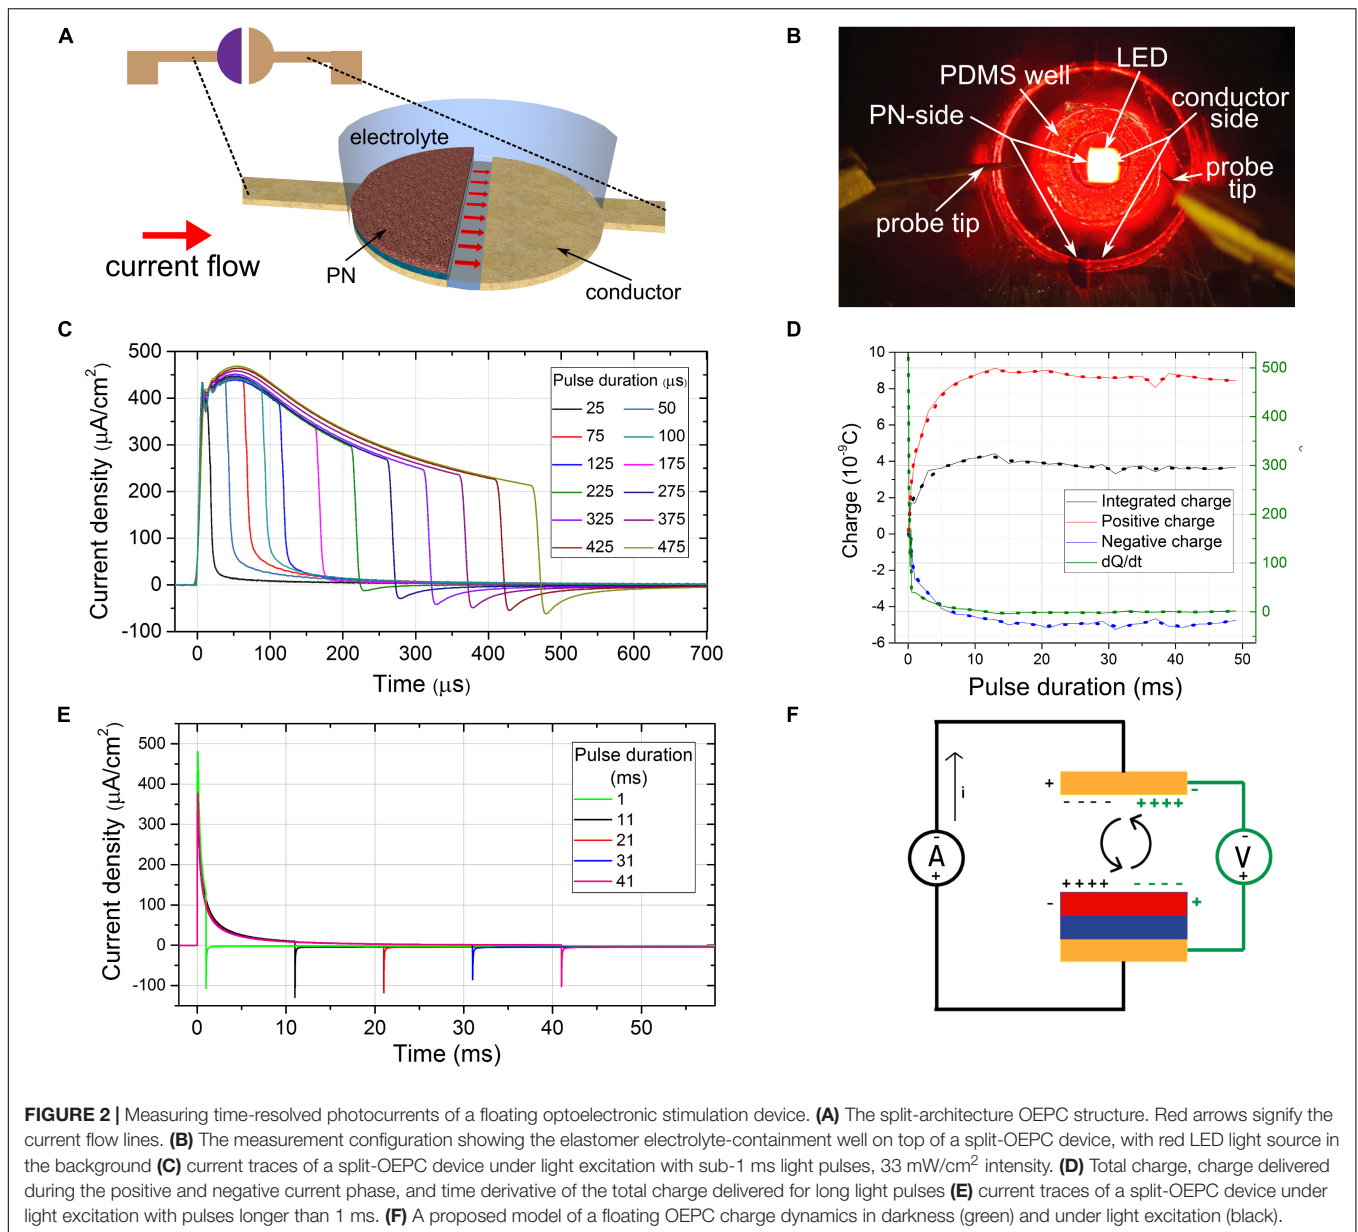 A
electrolyte
current flow
PN
conductor
B
LED
PDMS well
PN-side
conductor
side
probe
tip
probe tip
C
Current density (µA/cm²)
500
400
300
200
100
0
-100
Pulse duration (µs)
25 50
75 100
125 175
225 275
325 375
425 475
0 100 200 300 400 500 600 700
Time (µs)
D
Charge (10⁻⁹C)
10
8
6
4
2
0
-2
-4
-6
500
400
300
200
100
0
Integrated charge
Positive charge
Negative charge
dQ/dt
0 10 20 30 40 50
Pulse duration (ms)
E
Current density (µA/cm²)
500
400
300
200
100
0
-100
Pulse duration
(ms)
1
11
21
31
41
0 10 20 30 40 50
Time (ms)
F
i
+ -
- - - - + + + +
- A +
- V +
+ + + + - - - -
- +
FIGURE 2 | Measuring time-resolved photocurrents of a floating optoelectronic stimulation device. (A) The split-architecture OEPC structure. Red arrows signify the
current flow lines. (B) The measurement configuration showing the elastomer electrolyte-containment well on top of a split-OEPC device, with red LED light source in
the background (C) current traces of a split-OEPC device under light excitation with sub-1 ms light pulses, 33 mW/cm² intensity. (D) Total charge, charge delivered
during the positive and negative current phase, and time derivative of the total charge delivered for long light pulses (E) current traces of a split-OEPC device under
light excitation with pulses longer than 1 ms. (F) A proposed model of a floating OEPC charge dynamics in darkness (green) and under light excitation (black).